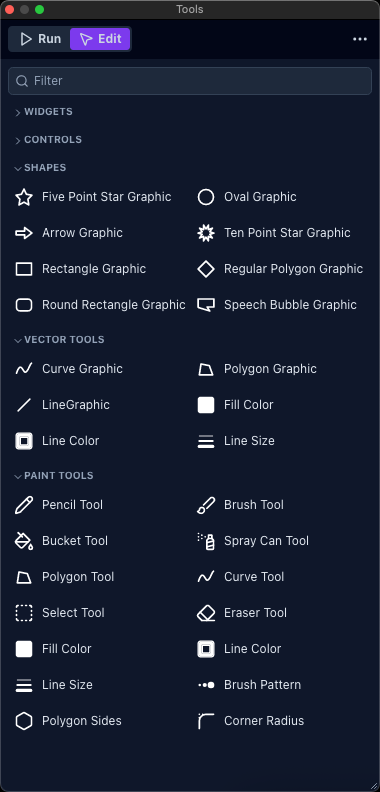 Tools
Run Edit
Filter
WIDGETS
CONTROLS
SHAPES
Five Point Star Graphic Oval Graphic
Arrow Graphic Ten Point Star Graphic
Rectangle Graphic Regular Polygon Graphic
Round Rectangle Graphic Speech Bubble Graphic
VECTOR TOOLS
Curve Graphic Polygon Graphic
LineGraphic Fill Color
Line Color Line Size
PAINT TOOLS
Pencil Tool Brush Tool
Bucket Tool Spray Can Tool
Polygon Tool Curve Tool
Select Tool Eraser Tool
Fill Color Line Color
Line Size Brush Pattern
Polygon Sides Corner Radius